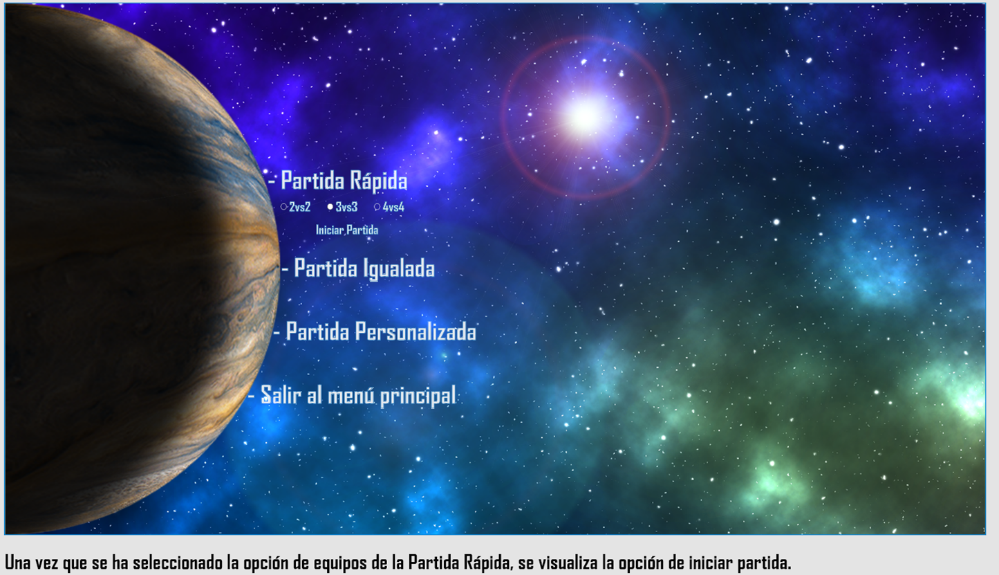 - Partida Rápida
2vs2 3vs3 4vs4
Iniciar Partida
- Partida Igualada
- Partida Personalizada
- Salir al menú principal
Una vez que se ha seleccionado la opción de equipos de la Partida Rápida, se visualiza la opción de iniciar partida.